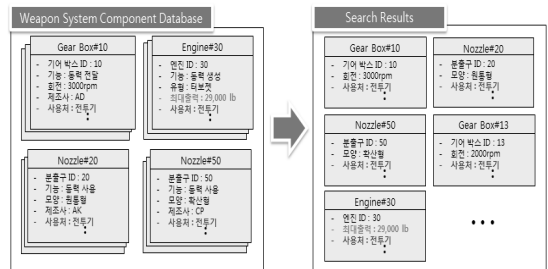 Weapon System Component Database
Gear Box#10
- 기어 박스 ID : 10
- 기능 : 동력 전달
- 회전 : 3000rpm
- 제조사 : AD
- 사용처 : 전투기
Engine#30
- 엔진 ID : 30
- 기능 : 동력 생성
- 유형 : 터보젯
- 최대출력 : 29,000 lb
- 사용처 : 전투기
Nozzle#20
- 분출구 ID : 20
- 기능 : 동력 사용
- 모양 : 원통형
- 제조사 : AK
- 사용처 : 전투기
Nozzle#50
- 분출구 ID : 50
- 기능 : 동력 사용
- 모양 : 확산형
- 제조사 : CP
- 사용처 : 전투기
Search Results
Gear Box#10
- 기어 박스 ID : 10
- 회전 : 3000rpm
- 사용처 : 전투기
Nozzle#20
- 분출구 ID : 20
- 모양 : 원통형
- 사용처 : 전투기
Nozzle#50
- 분출구 ID : 50
- 모양 : 확산형
- 사용처 : 전투기
Gear Box#13
- 기어 박스 ID : 13
- 회전 : 2000rpm
- 사용처 : 전투기
Engine#30
- 엔진 ID : 30
- 최대출력 : 29,000 lb
- 사용처 : 전투기
• • •